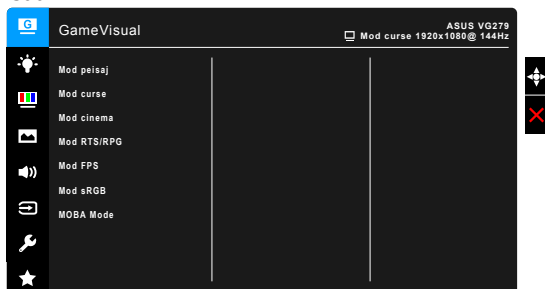 G
GameVisual
ASUS VG279
Mod curse 1920x1080@ 144Hz
Mod peisaj
Mod curse
Mod cinema
Mod RTS/RPG
Mod FPS
Mod sRGB
MOBA Mode